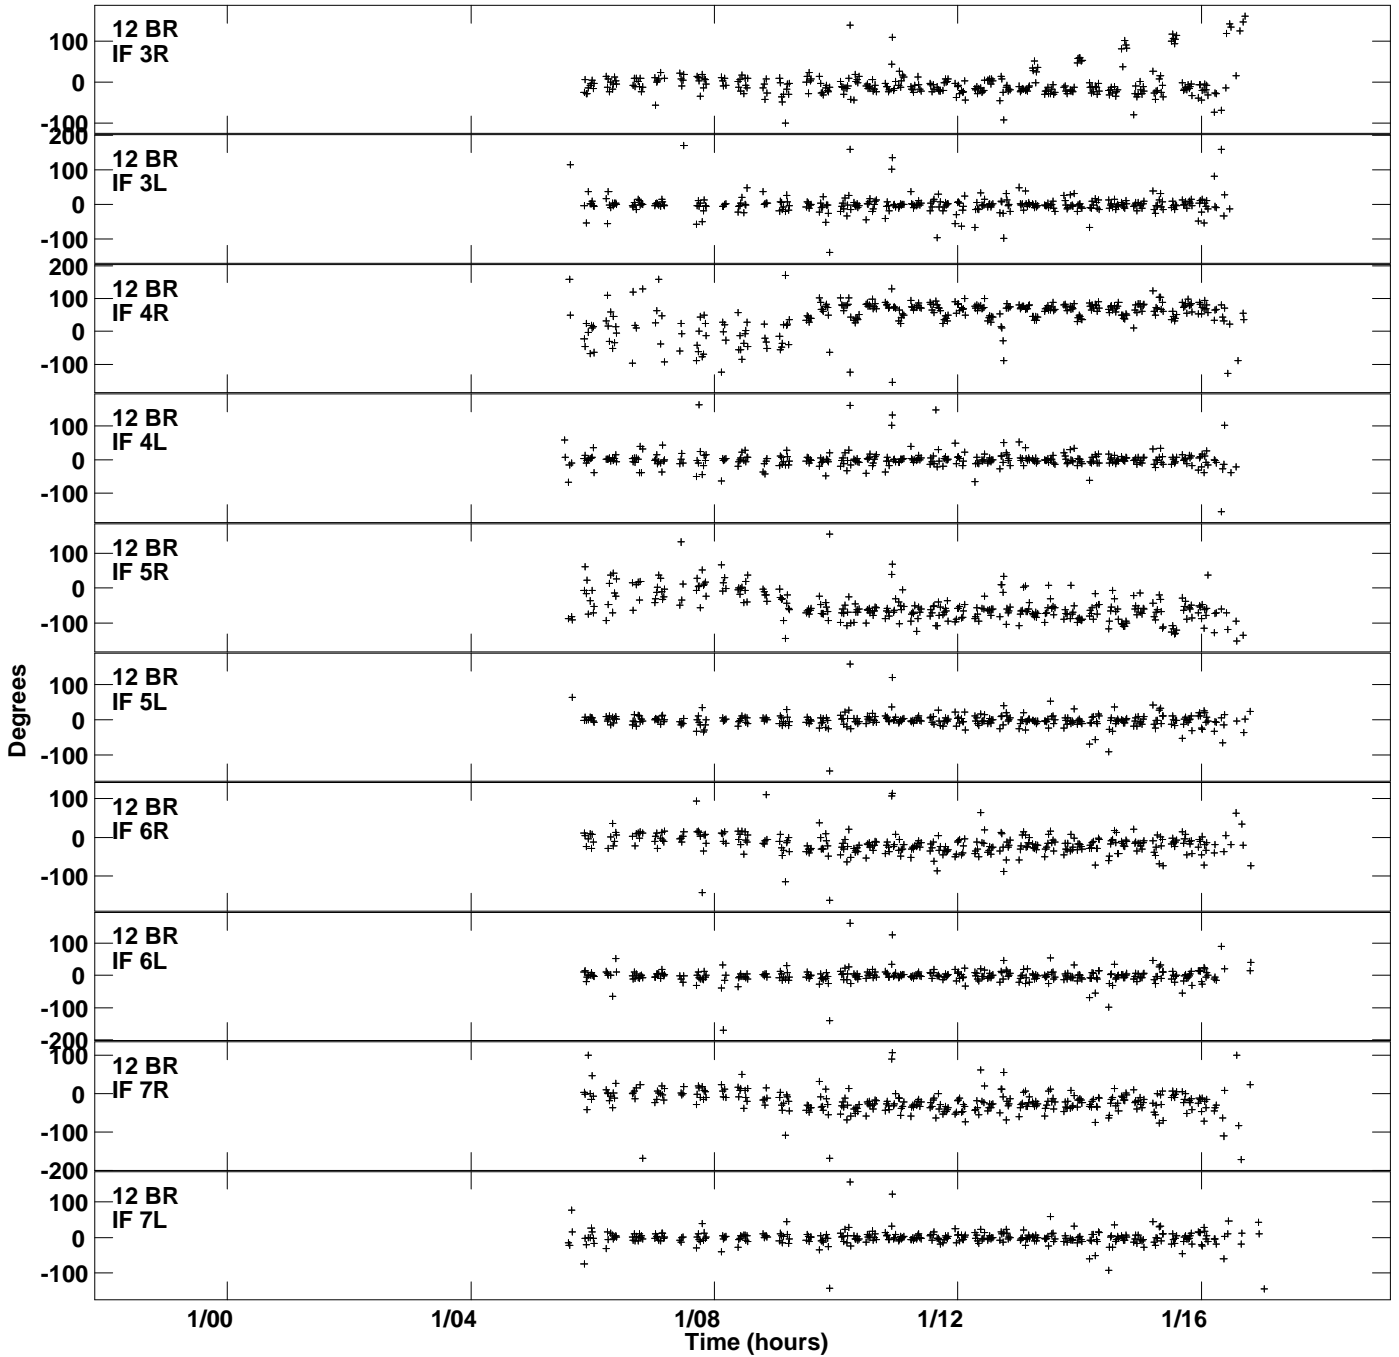 12 BR
IF 3R
100
0
-100
200
12 BR
IF 3L
100
0
-100
200
12 BR
IF 4R
100
0
-100
12 BR
IF 4L
100
0
-100
12 BR
IF 5R
100
0
-100
12 BR
IF 5L
100
0
-100
12 BR
IF 6R
100
0
-100
12 BR
IF 6L
100
0
-100
-200
12 BR
IF 7R
100
0
-100
-200
12 BR
IF 7L
100
0
-100
Degrees
1/00 1/04 1/08 1/12 1/16
Time (hours)